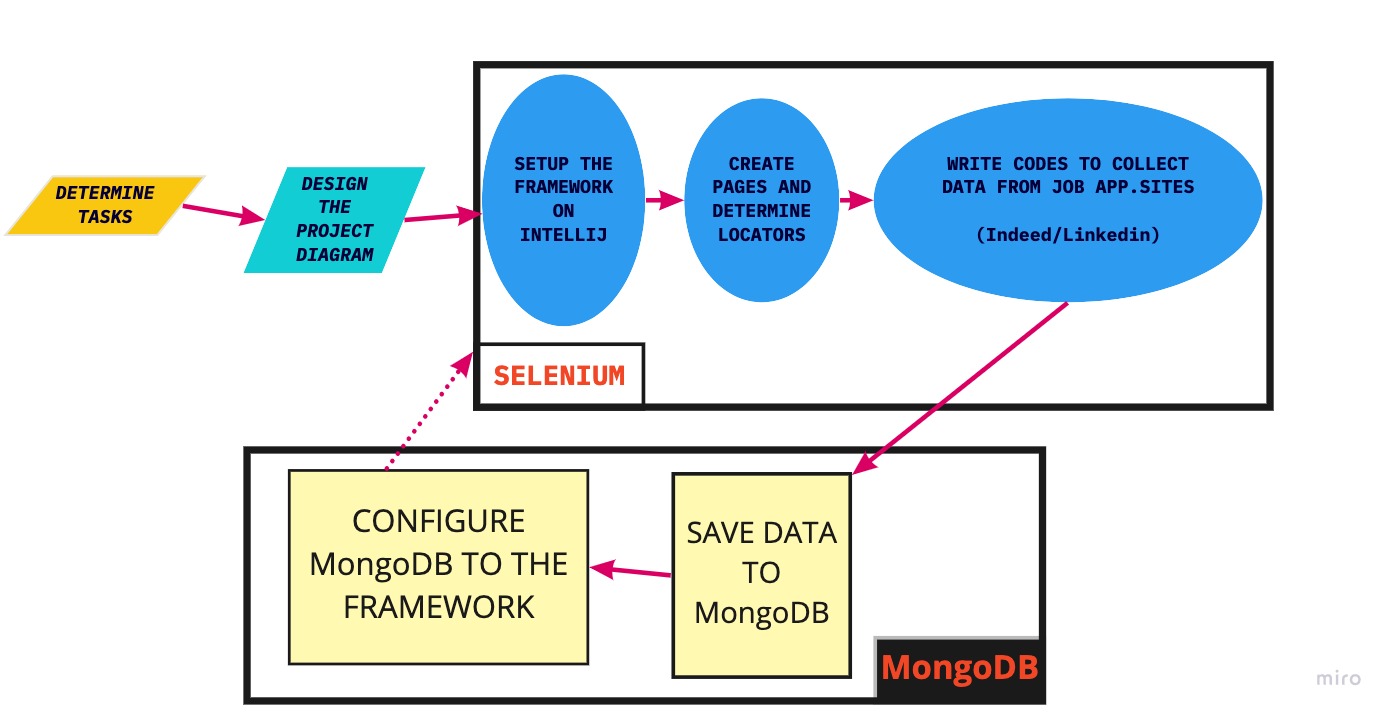 DETERMINE
TASKS
DESIGN
THE
PROJECT
DIAGRAM
SETUP THE
FRAMEWORK
ON
INTELLIJ
CREATE
PAGES AND
DETERMINE
LOCATORS
WRITE CODES TO COLLECT
DATA FROM JOB APP.SITES
(Indeed/Linkedin)
SELENIUM
CONFIGURE
MongoDB TO THE
FRAMEWORK
SAVE DATA
TO
MongoDB
MongoDB
miro